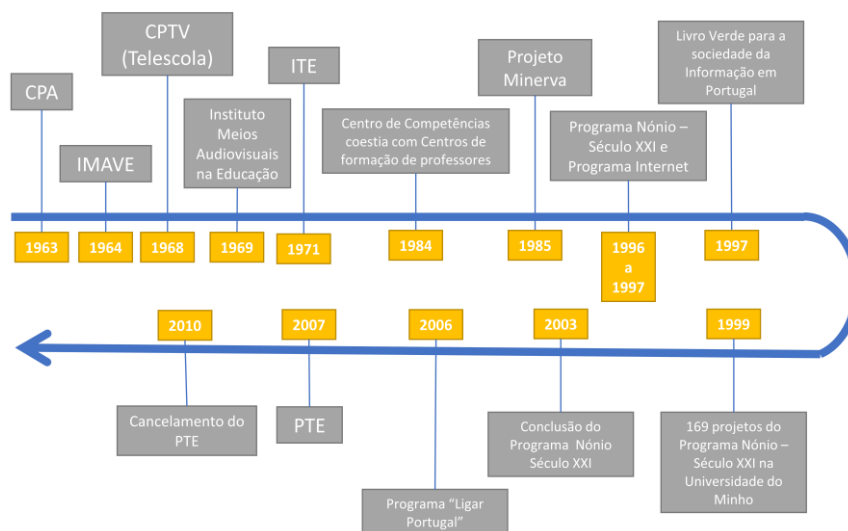 CPA
IMAVE
CPTV
(Telescola)
Instituto
Meios
Audiovisuais
na Educação
ITE
Centro de Competências
coestia com Centros de
formação de professores
Projeto
Minerva
Programa Nónio –
Século XXI e
Programa Internet
Livro Verde para a
sociedade da
Informação em
Portugal
1963
1964
1968
1969
1971
1984
1985
1996
a
1997
1997
2010
2007
2006
2003
1999
Cancelamento do
PTE
PTE
Programa “Ligar
Portugal”
Conclusão do
Programa Nónio
Século XXI
169 projetos do
Programa Nónio –
Século XXI na
Universidade do
Minho